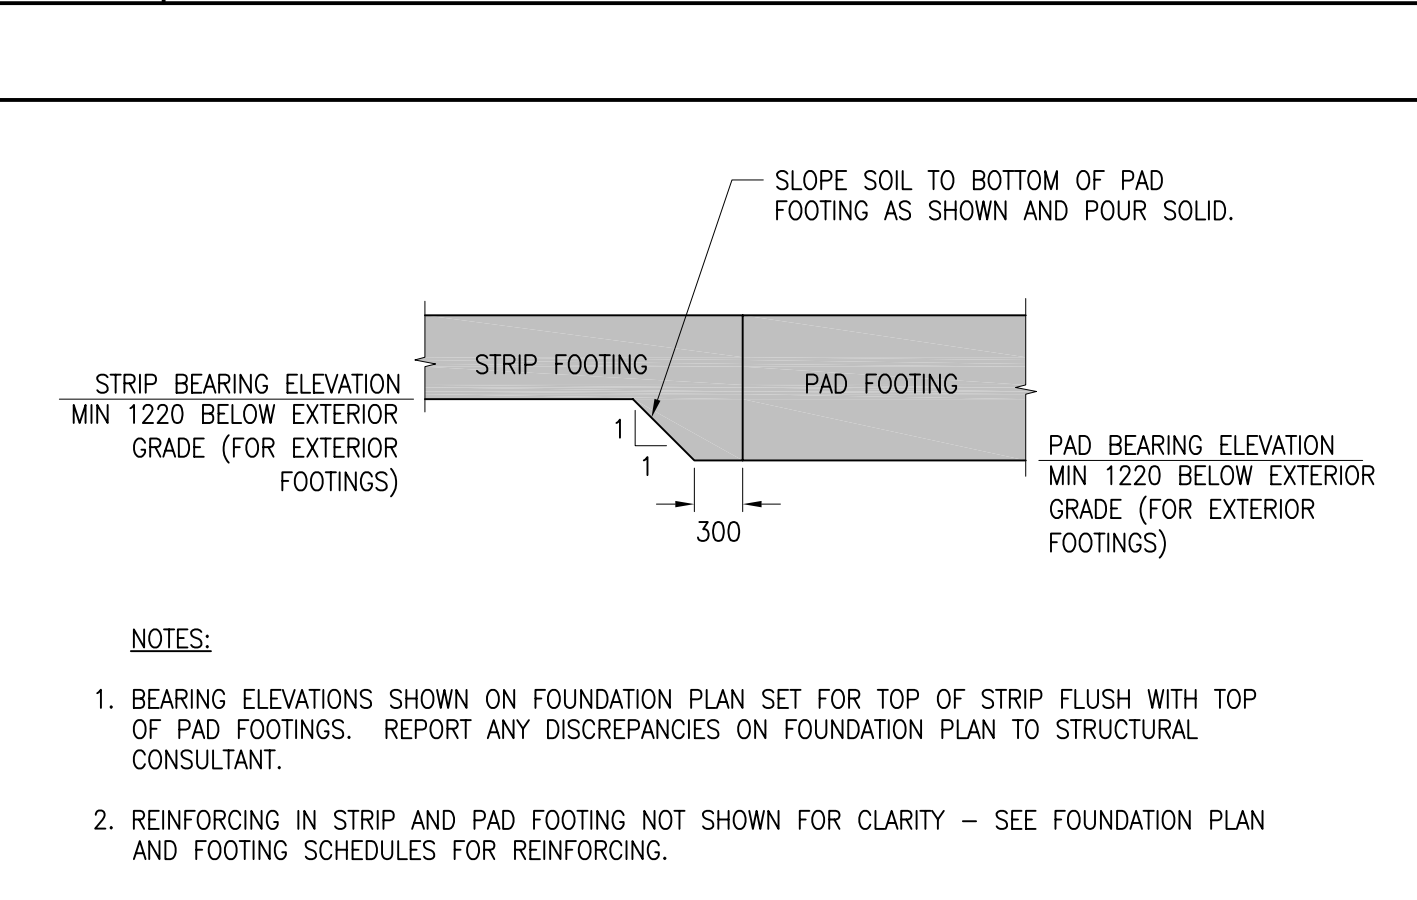 SLOPE SOIL TO BOTTOM OF PAD
FOOTING AS SHOWN AND POUR SOLID.
STRIP FOOTING
PAD FOOTING
STRIP BEARING ELEVATION
MIN 1220 BELOW EXTERIOR
GRADE (FOR EXTERIOR
FOOTINGS)
1
1
PAD BEARING ELEVATION
MIN 1220 BELOW EXTERIOR
GRADE (FOR EXTERIOR
FOOTINGS)
300
NOTES:
1. BEARING ELEVATIONS SHOWN ON FOUNDATION PLAN SET FOR TOP OF STRIP FLUSH WITH TOP
OF PAD FOOTINGS. REPORT ANY DISCREPANCIES ON FOUNDATION PLAN TO STRUCTURAL
CONSULTANT.
2. REINFORCING IN STRIP AND PAD FOOTING NOT SHOWN FOR CLARITY – SEE FOUNDATION PLAN
AND FOOTING SCHEDULES FOR REINFORCING.